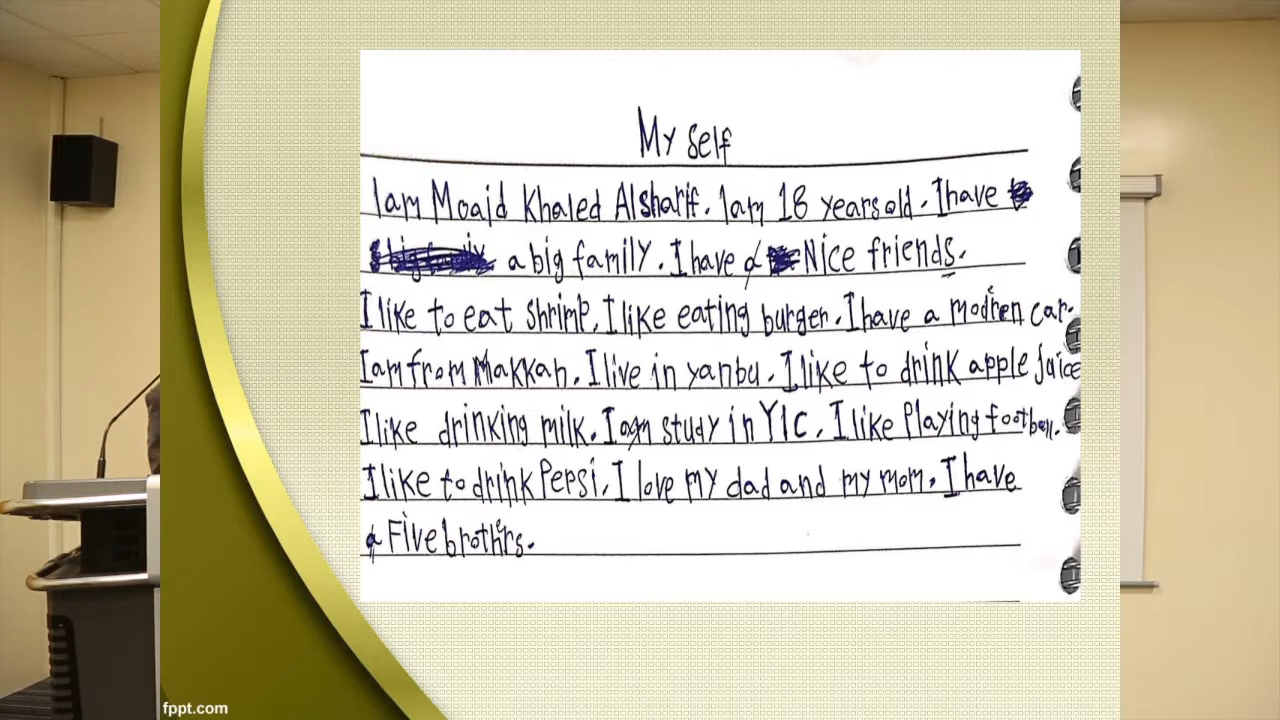 My self
I am Moajd Khaled Alsharif. I am 18 years old. I have
a big family. I have a Nice friends.
I like to eat shrimp. I like eating burger. I have a modren car.
I am from Makkah. I live in yanbu. I like to drink apple juice
I like drinking milk. I am study in YIC. I like Playing football.
I like to drink Pepsi. I love my dad and my mom. I have
a Five brothers.
fppt.com